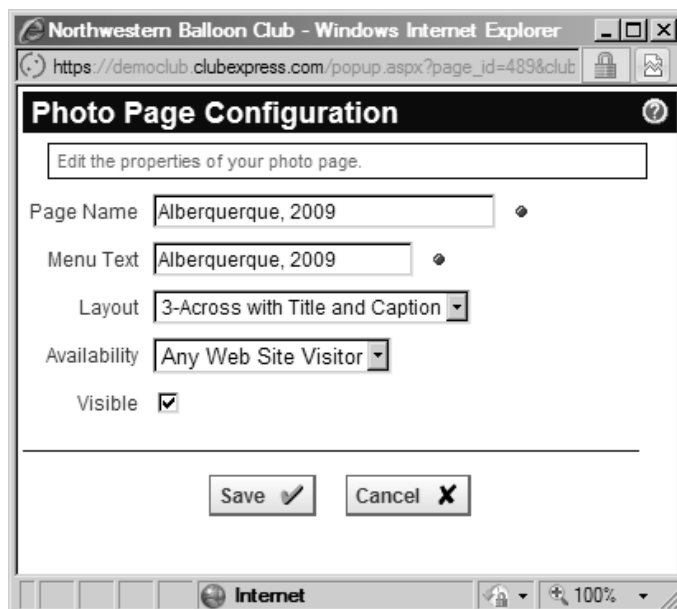 Northwestern Balloon Club - Windows Internet Explorer
https://democlub.clubexpress.com/popup.aspx?page_id=489&club
Photo Page Configuration
Edit the properties of your photo page.
Page Name Alberquerque, 2009
Menu Text Alberquerque, 2009
Layout 3-Across with Title and Caption
Availability Any Web Site Visitor
Visible
Save Cancel
Internet 100%